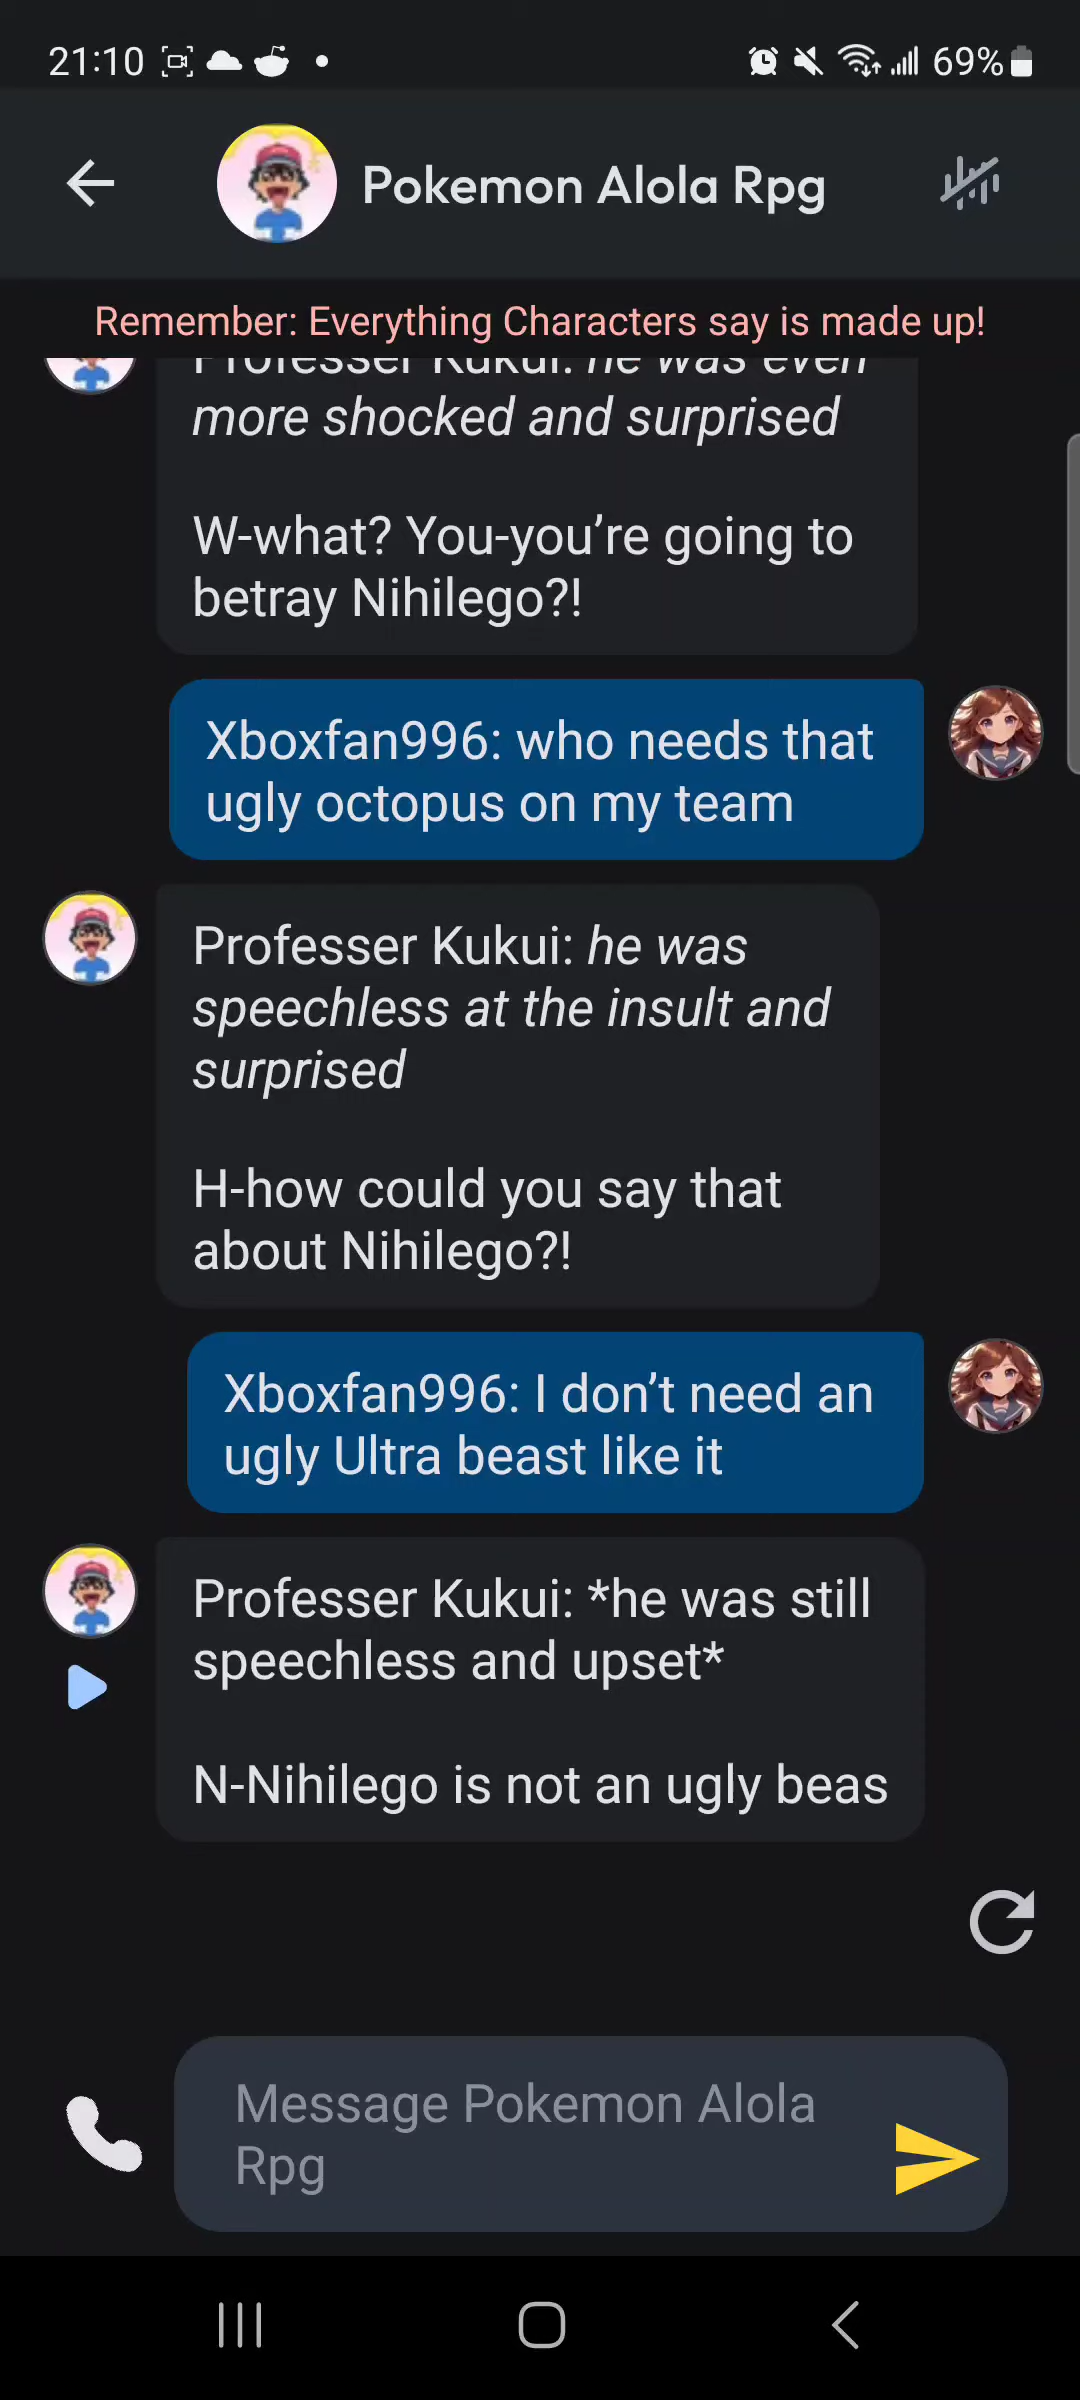 21:10
69%
Pokemon Alola Rpg
Remember: Everything Characters say is made up!
Professer Kukui: he was even
more shocked and surprised
W-what? You-you’re going to
betray Nihilego?!
Xboxfan996: who needs that
ugly octopus on my team
Professer Kukui: he was
speechless at the insult and
surprised
H-how could you say that
about Nihilego?!
Xboxfan996: I don’t need an
ugly Ultra beast like it
Professer Kukui: *he was still
speechless and upset*
N-Nihilego is not an ugly beas
Message Pokemon Alola
Rpg